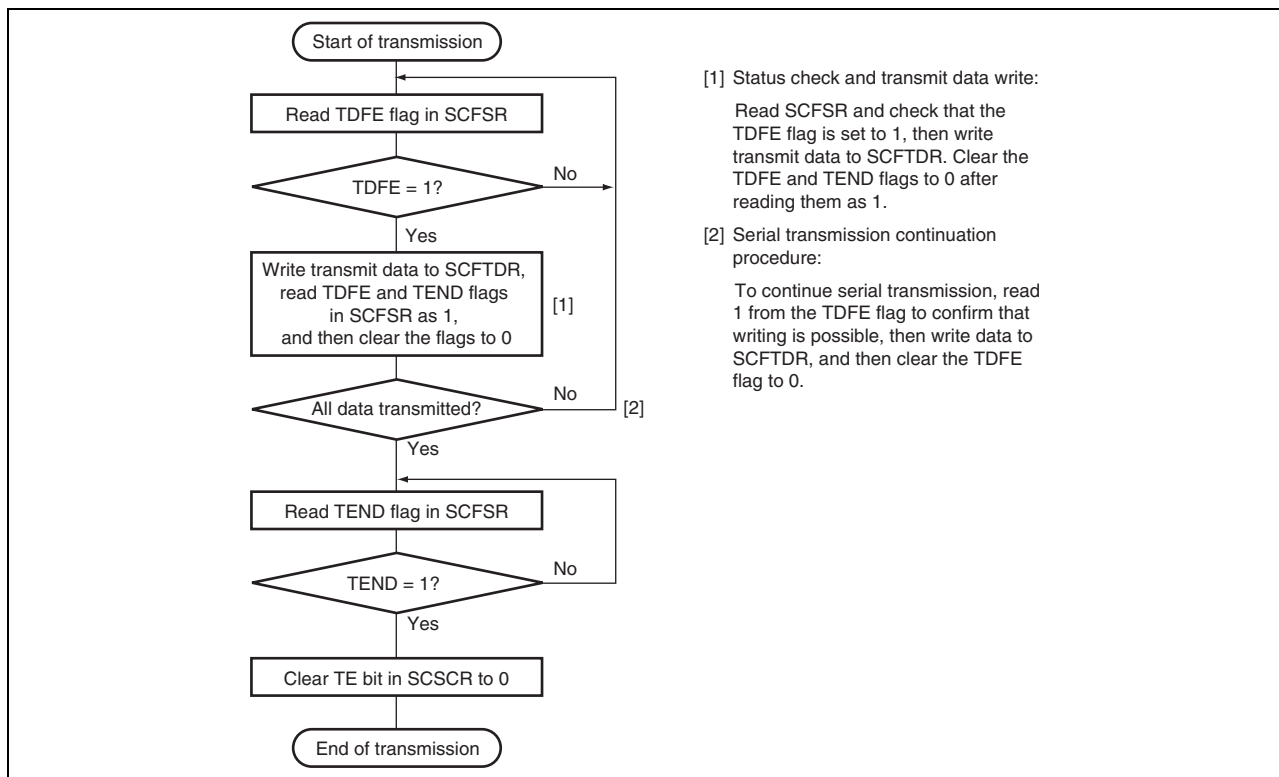 Start of transmission
Read TDFE flag in SCFSR
TDFE = 1?
No
Yes
Write transmit data to SCFTDR,
read TDFE and TEND flags
in SCFSR as 1,
and then clear the flags to 0
[1]
All data transmitted?
No
[2]
Yes
Read TEND flag in SCFSR
TEND = 1?
No
Yes
Clear TE bit in SCSCR to 0
End of transmission
[1] Status check and transmit data write:
Read SCFSR and check that the
TDFE flag is set to 1, then write
transmit data to SCFTDR. Clear the
TDFE and TEND flags to 0 after
reading them as 1.
[2] Serial transmission continuation
procedure:
To continue serial transmission, read
1 from the TDFE flag to confirm that
writing is possible, then write data to
SCFTDR, and then clear the TDFE
flag to 0.